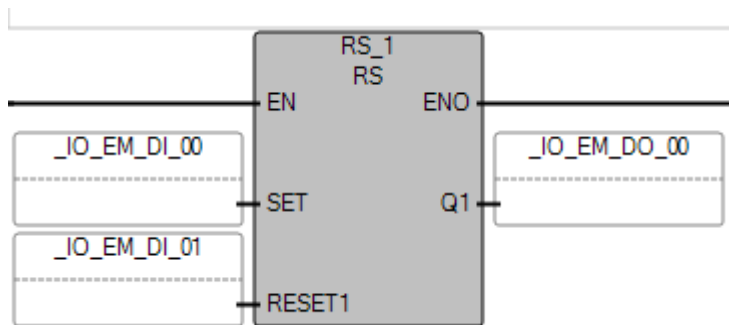 RS_1
RS
EN ENO
_IO_EM_DI_00 _IO_EM_DO_00
SET Q1
_IO_EM_DI_01
RESET1